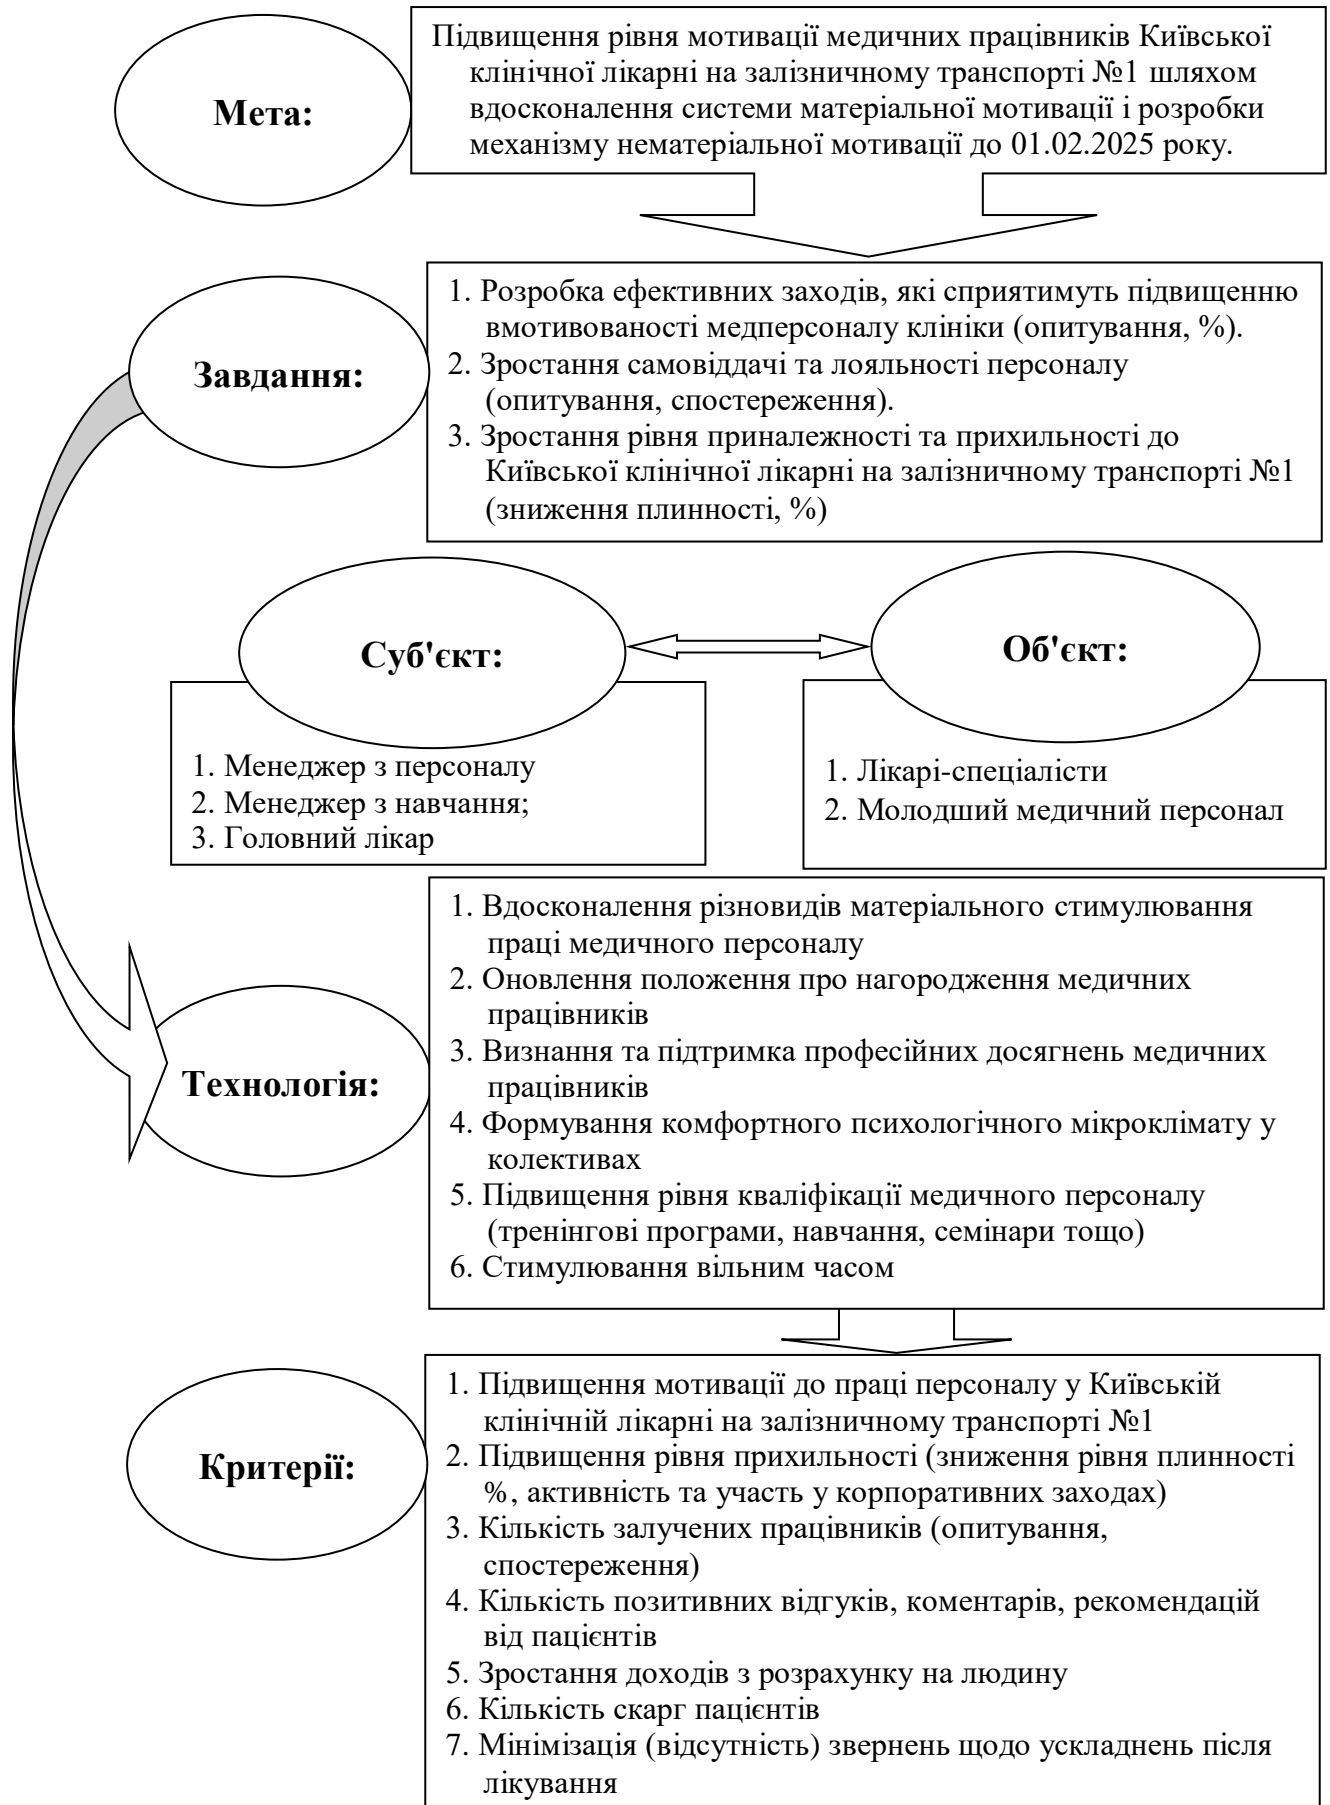 Мета:
Підвищення рівня мотивації медичних працівників Київської
клінічної лікарні на залізничному транспорті №1 шляхом
вдосконалення системи матеріальної мотивації і розробки
механізму нематеріальної мотивації до 01.02.2025 року.
Завдання:
1. Розробка ефективних заходів, які сприятимуть підвищенню
вмотивованості медперсоналу клініки (опитування, %).
2. Зростання самовіддачі та лояльності персоналу
(опитування, спостереження).
3. Зростання рівня приналежності та прихильності до
Київської клінічної лікарні на залізничному транспорті №1
(зниження плинності, %)
Суб'єкт:
1. Менеджер з персоналу
2. Менеджер з навчання;
3. Головний лікар
Об'єкт:
1. Лікарі-спеціалісти
2. Молодший медичний персонал
Технологія:
1. Вдосконалення різновидів матеріального стимулювання
праці медичного персоналу
2. Оновлення положення про нагородження медичних
працівників
3. Визнання та підтримка професійних досягнень медичних
працівників
4. Формування комфортного психологічного мікроклімату у
колективах
5. Підвищення рівня кваліфікації медичного персоналу
(тренінгові програми, навчання, семінари тощо)
6. Стимулювання вільним часом
Критерії:
1. Підвищення мотивації до праці персоналу у Київській
клінічній лікарні на залізничному транспорті №1
2. Підвищення рівня прихильності (зниження рівня плинності
%, активність та участь у корпоративних заходах)
3. Кількість залучених працівників (опитування,
спостереження)
4. Кількість позитивних відгуків, коментарів, рекомендацій
від пацієнтів
5. Зростання доходів з розрахунку на людину
6. Кількість скарг пацієнтів
7. Мінімізація (відсутність) звернень щодо ускладнень після
лікування